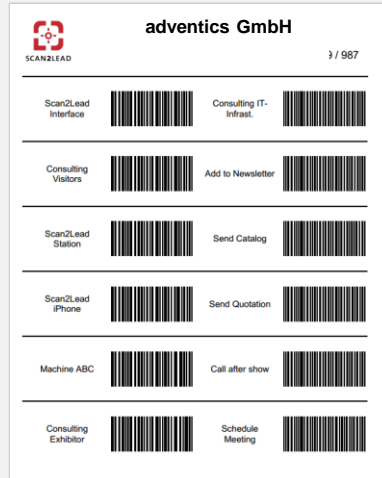 adventics GmbH
SCAN2LEAD
9 / 987
Scan2Lead
Interface
Consulting IT-
Infrast.
Consulting
Visitors
Add to Newsletter
Scan2Lead
Station
Send Catalog
Scan2Lead
iPhone
Send Quotation
Machine ABC
Call after show
Consulting
Exhibitor
Schedule
Meeting